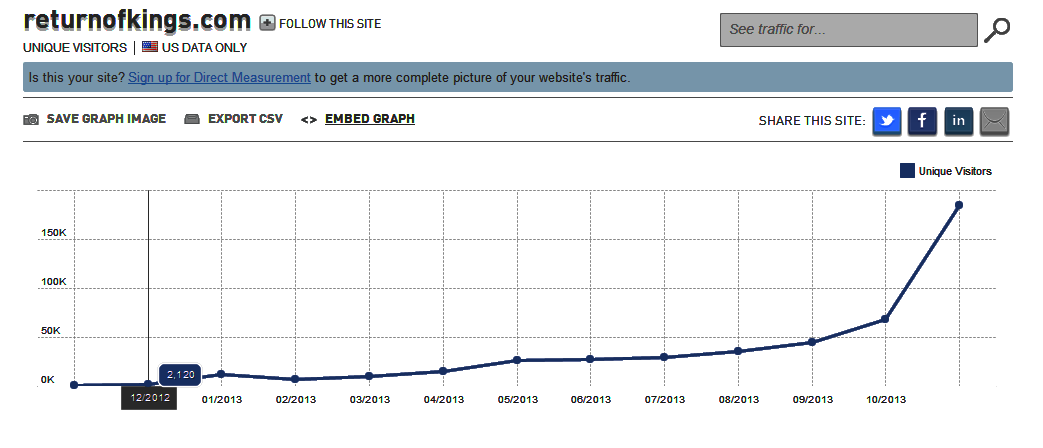 returnofkings.com + FOLLOW THIS SITE
UNIQUE VISITORS | US DATA ONLY
See traffic for...
Is this your site? Sign up for Direct Measurement to get a more complete picture of your website's traffic.
SAVE GRAPH IMAGE EXPORT CSV <> EMBED GRAPH
SHARE THIS SITE: f in
Unique Visitors
150K
100K
50K
0K
2,120
12/2012 01/2013 02/2013 03/2013 04/2013 05/2013 06/2013 07/2013 08/2013 09/2013 10/2013